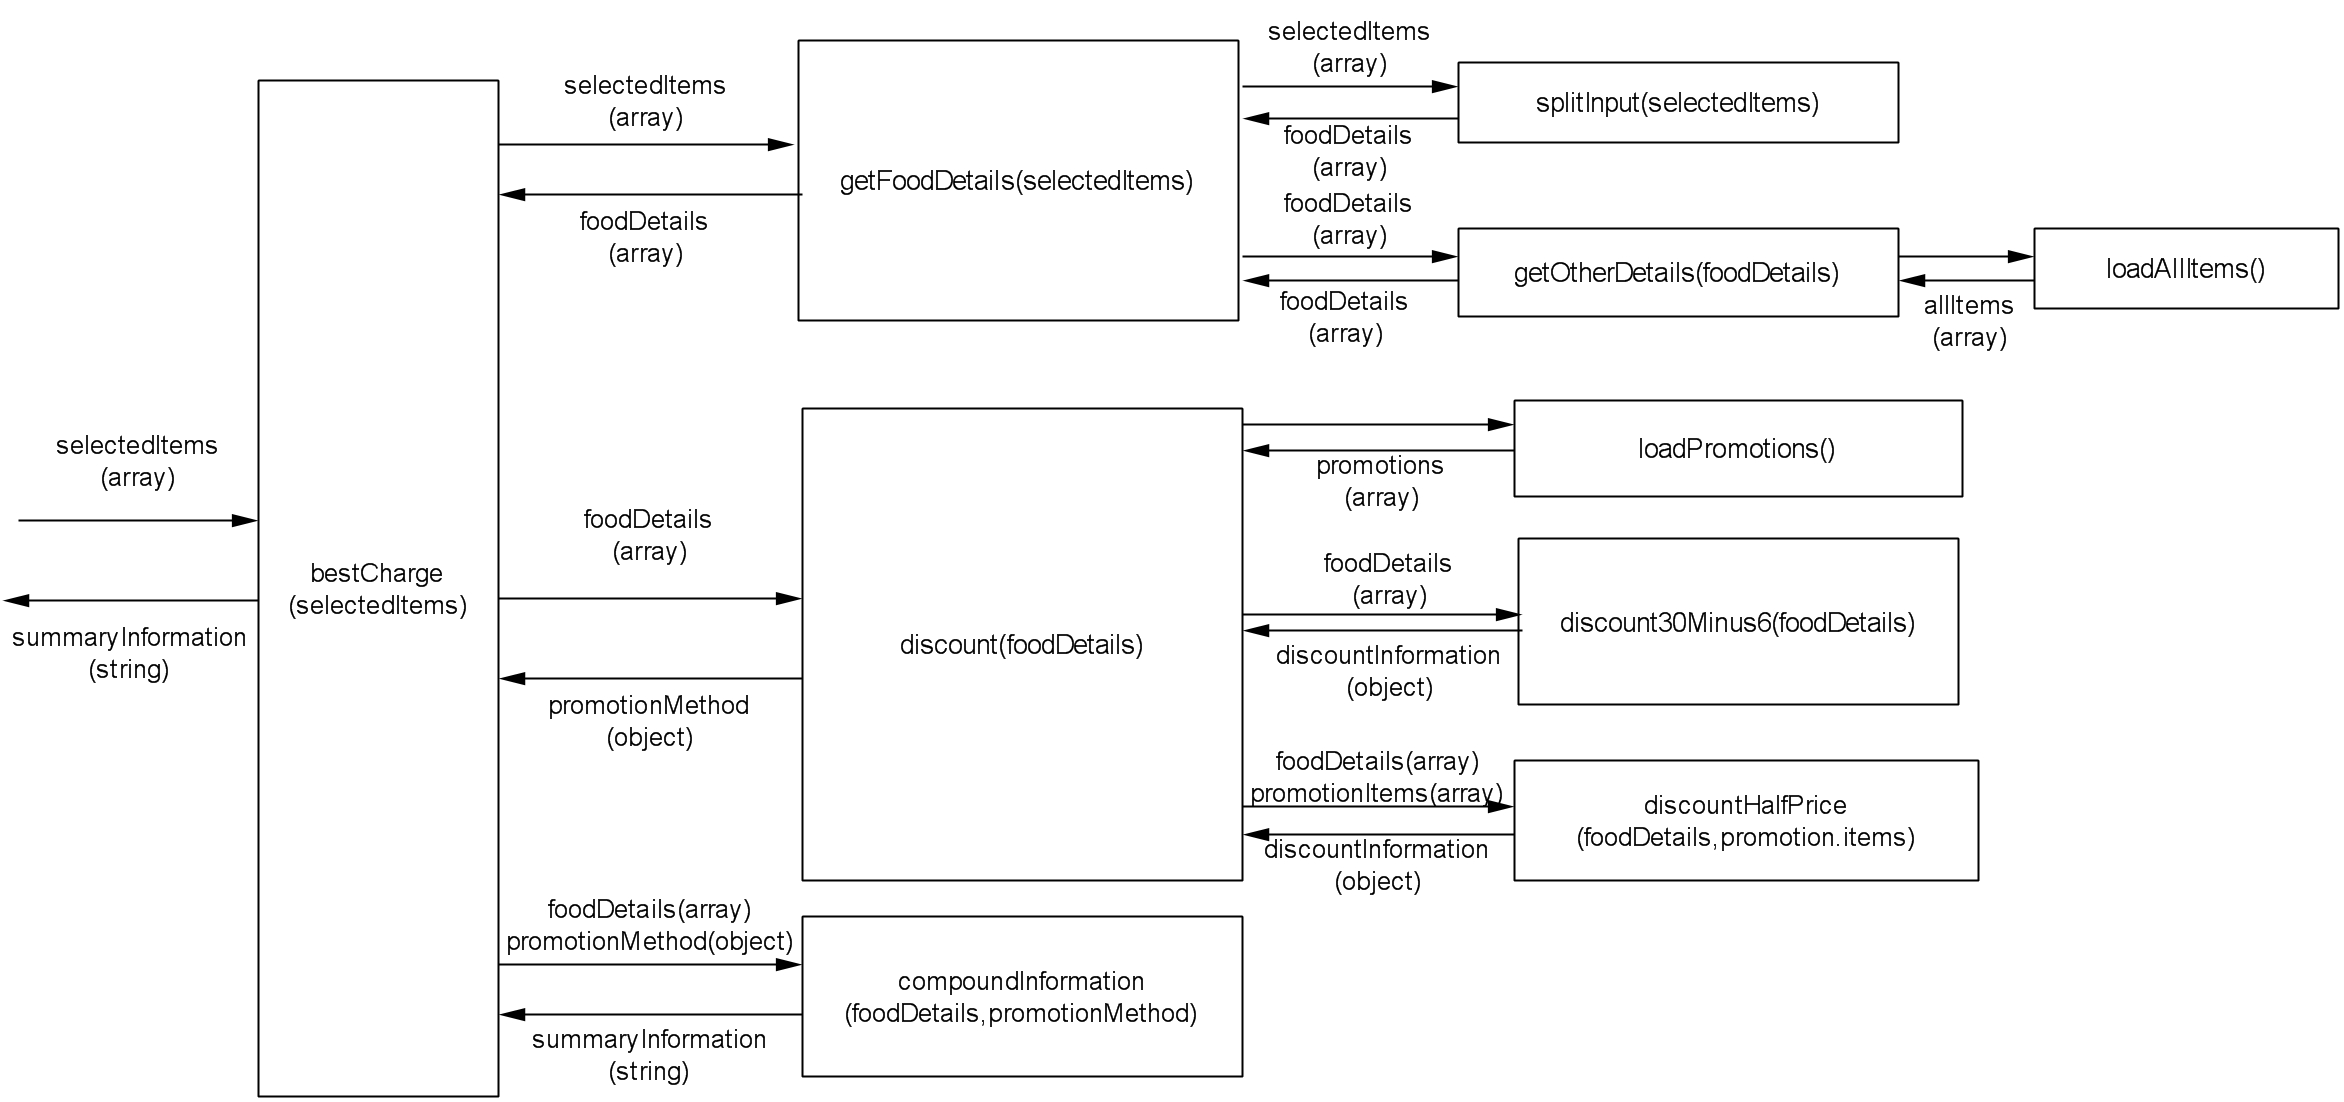 selectedItems
(array)
summaryInformation
(string)
bestCharge
(selectedItems)
selectedItems
(array)
foodDetails
(array)
getFoodDetails(selectedItems)
selectedItems
(array)
foodDetails
(array)
splitInput(selectedItems)
foodDetails
(array)
foodDetails
(array)
getOtherDetails(foodDetails)
allItems
(array)
loadAllItems()
foodDetails
(array)
promotionMethod
(object)
discount(foodDetails)
promotions
(array)
loadPromotions()
foodDetails
(array)
discountInformation
(object)
discount30Minus6(foodDetails)
foodDetails(array)
promotionItems(array)
discountInformation
(object)
discountHalfPrice
(foodDetails,promotion.items)
foodDetails(array)
promotionMethod(object)
summaryInformation
(string)
compoundInformation
(foodDetails,promotionMethod)